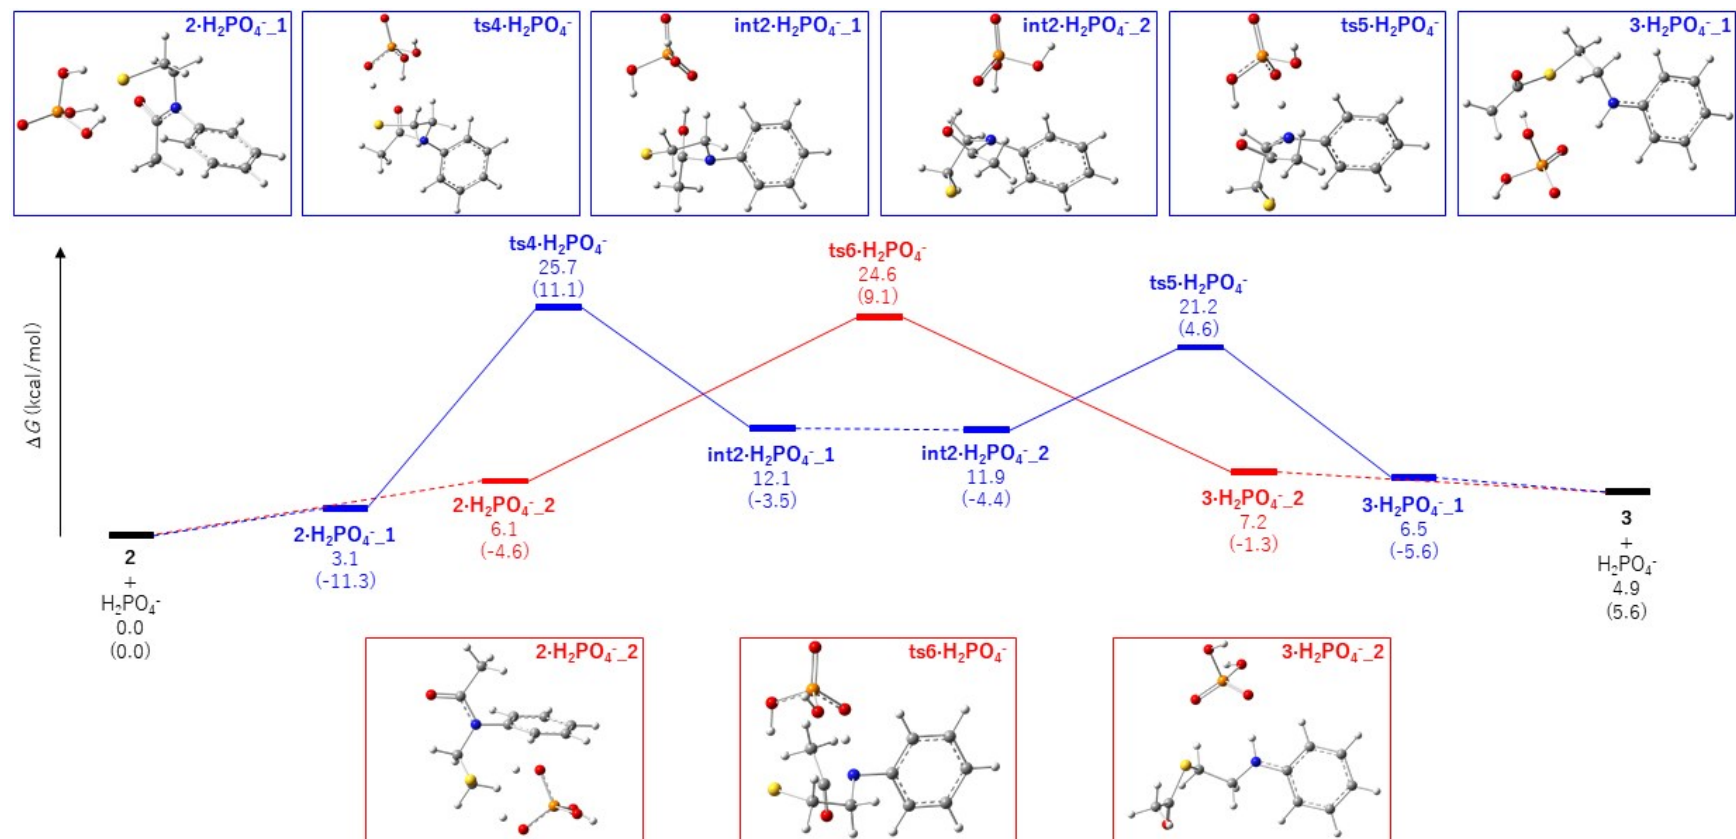 2·H₂PO₄⁻_1
ts4·H₂PO₄⁻
int2·H₂PO₄⁻_1
int2·H₂PO₄⁻_2
ts5·H₂PO₄⁻
3·H₂PO₄⁻_1
ΔG (kcal/mol)
ts4·H₂PO₄⁻
25.7
(11.1)
ts6·H₂PO₄⁻
24.6
(9.1)
ts5·H₂PO₄⁻
21.2
(4.6)
2
+
H₂PO₄⁻
0.0
(0.0)
2·H₂PO₄⁻_1
3.1
(-11.3)
2·H₂PO₄⁻_2
6.1
(-4.6)
int2·H₂PO₄⁻_1
12.1
(-3.5)
int2·H₂PO₄⁻_2
11.9
(-4.4)
3·H₂PO₄⁻_2
7.2
(-1.3)
3·H₂PO₄⁻_1
6.5
(-5.6)
3
+
H₂PO₄⁻
4.9
(5.6)
2·H₂PO₄⁻_2
ts6·H₂PO₄⁻
3·H₂PO₄⁻_2